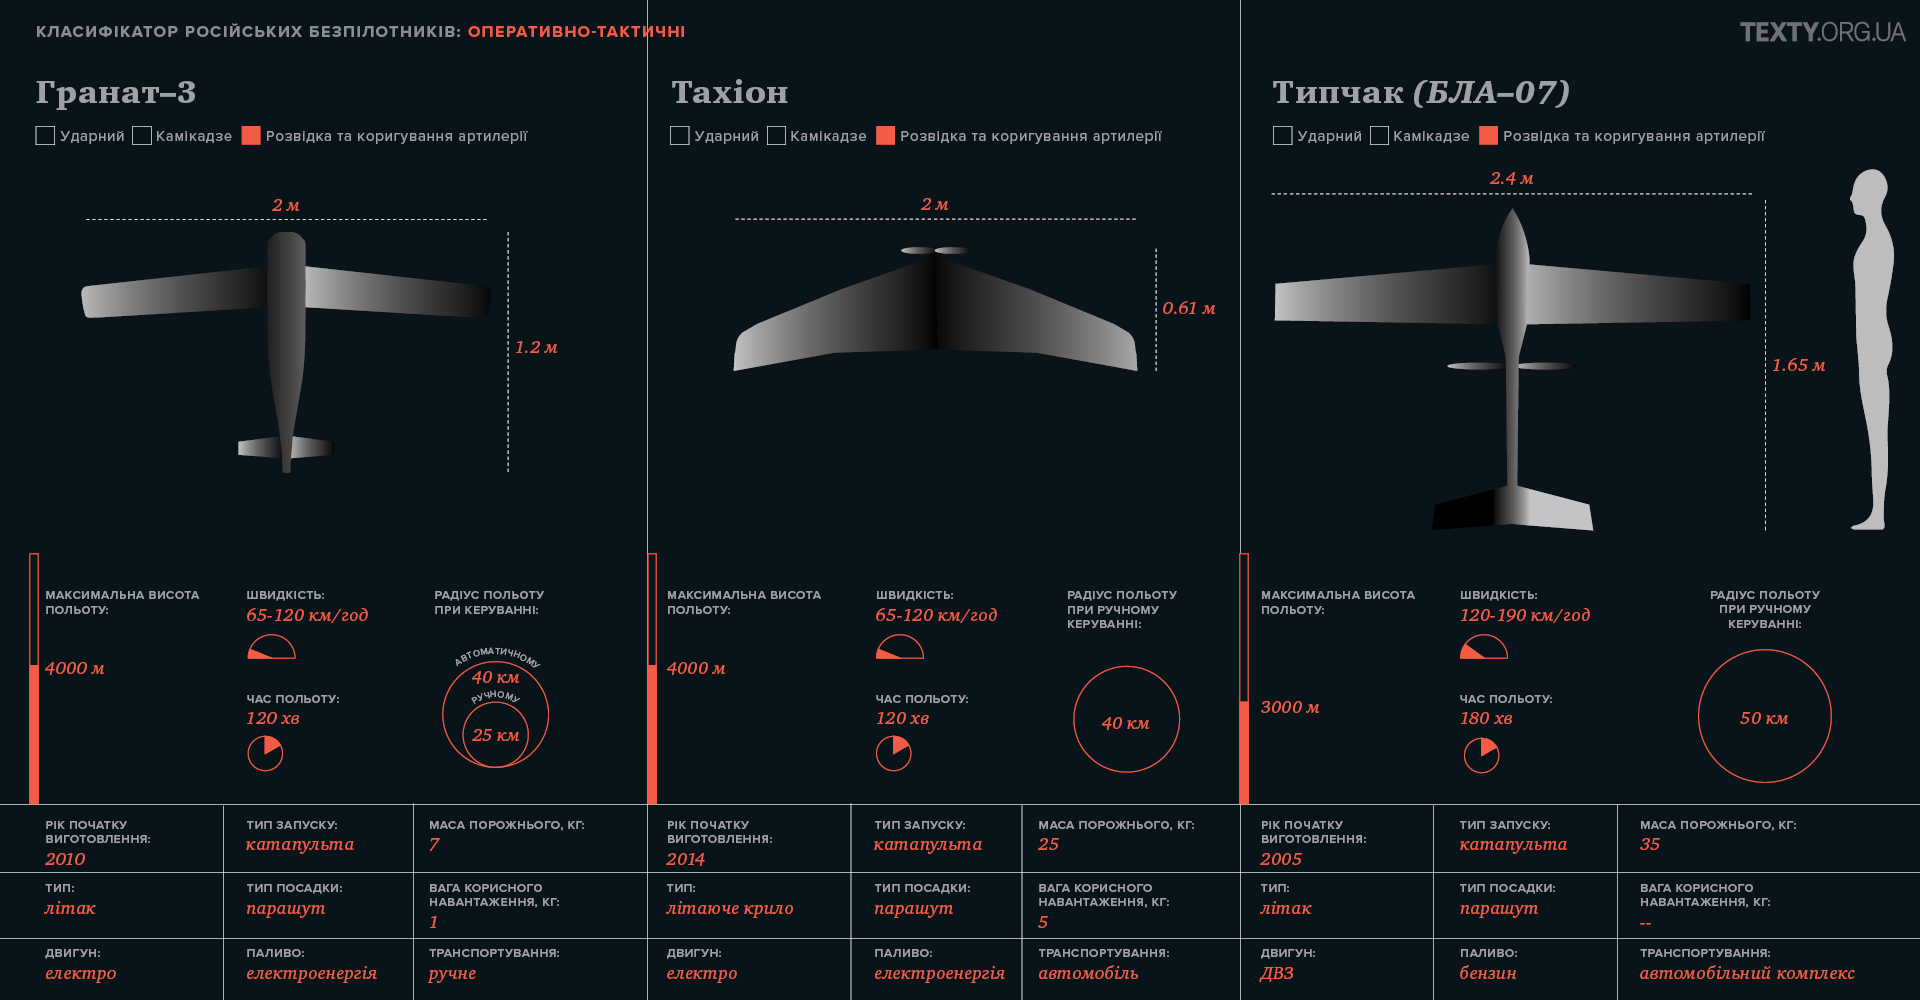 КЛАСИФІКАТОР РОСІЙСЬКИХ БЕЗПІЛОТНИКІВ: ОПЕРАТИВНО-ТАКТИЧНІ
TEXTY.ORG.UA
Гранат–3
Ударний Камікадзе Розвідка та коригування артилерії
2 м
1.2 м
МАКСИМАЛЬНА ВИСОТА
ПОЛЬОТУ:
4000 м
ШВИДКІСТЬ:
65-120 км/год
ЧАС ПОЛЬОТУ:
120 хв
РАДІУС ПОЛЬОТУ
ПРИ КЕРУВАННІ:
АВТОМАТИЧНОМУ
40 км
РУЧНОМУ
25 км
РІК ПОЧАТКУ
ВИГОТОВЛЕННЯ:
2010
ТИП ЗАПУСКУ:
катапульта
МАСА ПОРОЖНЬОГО, КГ:
7
ТИП:
літак
ТИП ПОСАДКИ:
парашут
ВАГА КОРИСНОГО
НАВАНТАЖЕННЯ, КГ:
1
ДВИГУН:
електро
ПАЛИВО:
електроенергія
ТРАНСПОРТУВАННЯ:
ручне
Тахіон
Ударний Камікадзе Розвідка та коригування артилерії
2 м
0.61 м
МАКСИМАЛЬНА ВИСОТА
ПОЛЬОТУ:
4000 м
ШВИДКІСТЬ:
65-120 км/год
ЧАС ПОЛЬОТУ:
120 хв
РАДІУС ПОЛЬОТУ
ПРИ РУЧНОМУ
КЕРУВАННІ:
40 км
РІК ПОЧАТКУ
ВИГОТОВЛЕННЯ:
2014
ТИП ЗАПУСКУ:
катапульта
МАСА ПОРОЖНЬОГО, КГ:
25
ТИП:
літаюче крило
ТИП ПОСАДКИ:
парашут
ВАГА КОРИСНОГО
НАВАНТАЖЕННЯ, КГ:
5
ДВИГУН:
електро
ПАЛИВО:
електроенергія
ТРАНСПОРТУВАННЯ:
автомобіль
Типчак (БЛА–07)
Ударний Камікадзе Розвідка та коригування артилерії
2.4 м
1.65 м
МАКСИМАЛЬНА ВИСОТА
ПОЛЬОТУ:
3000 м
ШВИДКІСТЬ:
120-190 км/год
ЧАС ПОЛЬОТУ:
180 хв
РАДІУС ПОЛЬОТУ
ПРИ РУЧНОМУ
КЕРУВАННІ:
50 км
РІК ПОЧАТКУ
ВИГОТОВЛЕННЯ:
2005
ТИП ЗАПУСКУ:
катапульта
МАСА ПОРОЖНЬОГО, КГ:
35
ТИП:
літак
ТИП ПОСАДКИ:
парашут
ВАГА КОРИСНОГО
НАВАНТАЖЕННЯ, КГ:
--
ДВИГУН:
ДВЗ
ПАЛИВО:
бензин
ТРАНСПОРТУВАННЯ:
автомобільний комплекс